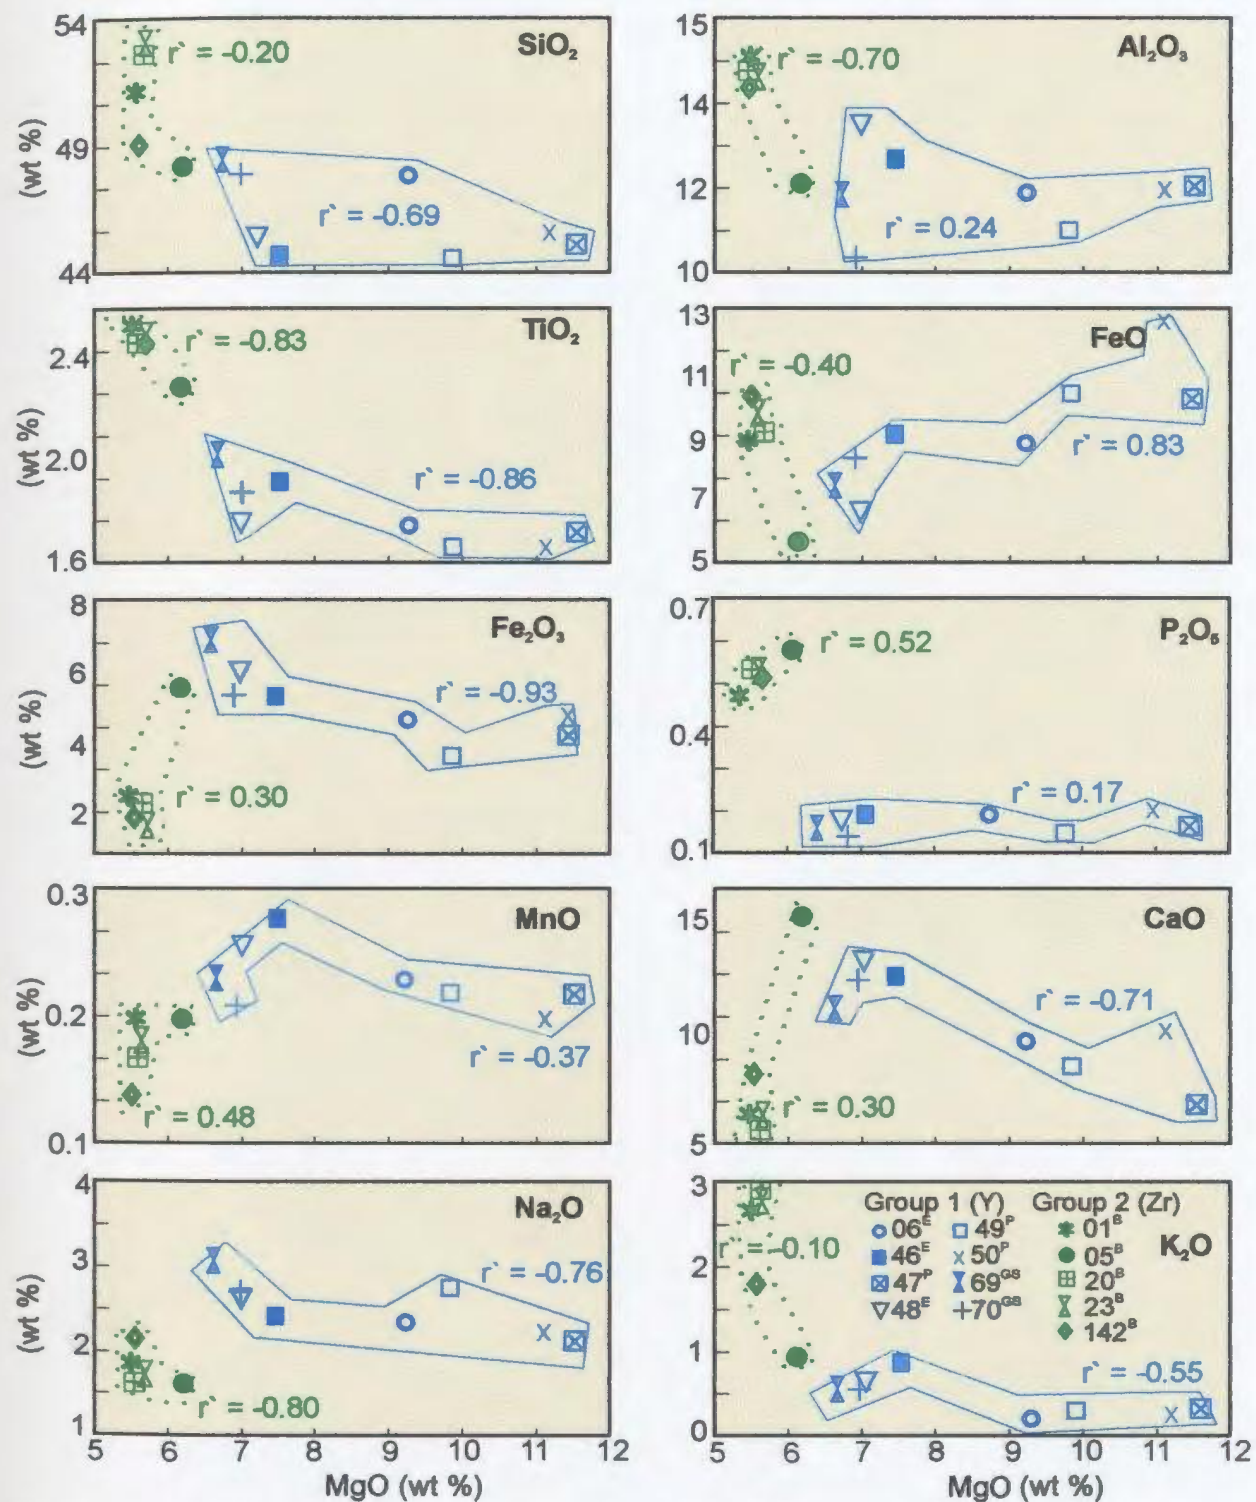 54 SiO₂ 15 Al₂O₃
r` = -0.20 r` = -0.70
14
(wt %) 49 12
r` = -0.69 r` = 0.24
44 10
TiO₂ 13 FeO
2.4 r` = -0.83 r` = -0.40
11
(wt %) 2.0 9
r` = -0.86 r` = 0.83
7
1.6 5
8 Fe₂O₃ 0.7 P₂O₅
r` = 0.52
6 r` = -0.93
(wt %) 4 0.4
r` = 0.30 r` = 0.17
2 0.1
0.3 MnO 15 CaO
(wt %) 0.2 10 r` = -0.71
r` = -0.37
r` = 0.48 r` = 0.30
0.1 5
4 Na₂O 3 Group 1 (Y) Group 2 (Zr)
06ᴱ 49ᴾ 01ᴮ
3 r` = -0.76 r` = -0.10 46ᴱ 50ᴾ 05ᴮ K₂O
(wt %) 2 47ᴾ 69ᴳˢ 20ᴮ
2 48ᴱ 70ᴳˢ 23ᴮ
142ᴮ
r` = -0.80 1 r` = -0.55
1 0
5 6 7 8 9 10 11 12 5 6 7 8 9 10 11 12
MgO (wt %) MgO (wt %)